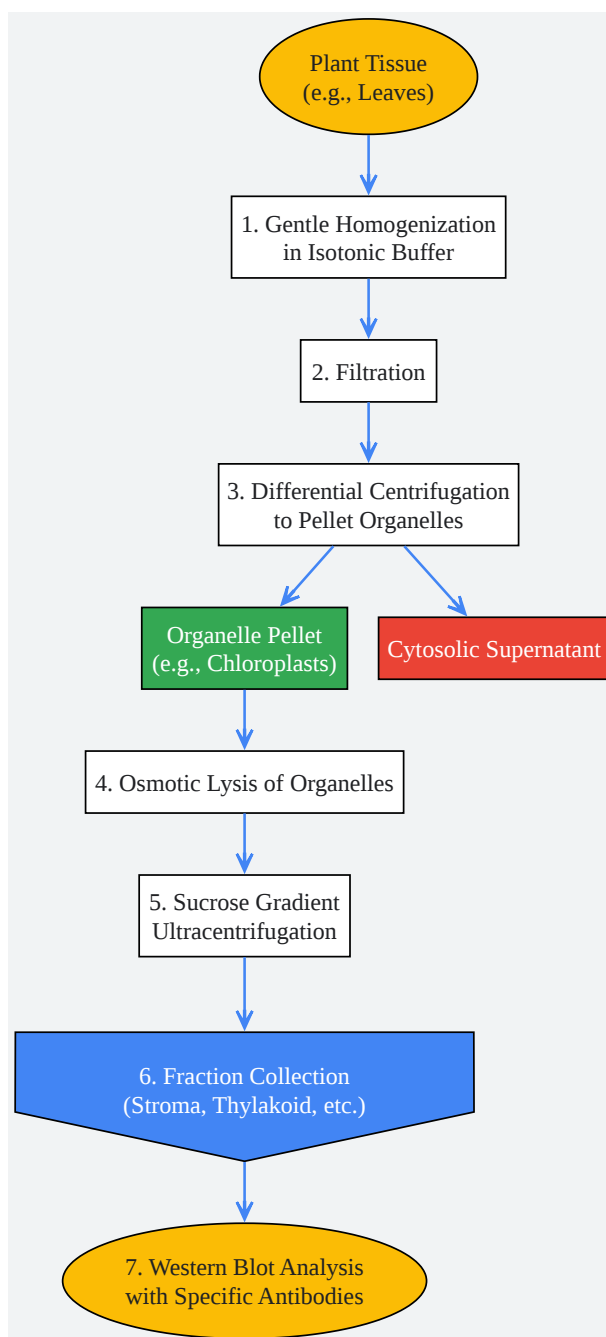 Plant Tissue
(e.g., Leaves)
1. Gentle Homogenization
in Isotonic Buffer
2. Filtration
3. Differential Centrifugation
to Pellet Organelles
Organelle Pellet
(e.g., Chloroplasts)
Cytosolic Supernatant
4. Osmotic Lysis of Organelles
5. Sucrose Gradient
Ultracentrifugation
6. Fraction Collection
(Stroma, Thylakoid, etc.)
7. Western Blot Analysis
with Specific Antibodies